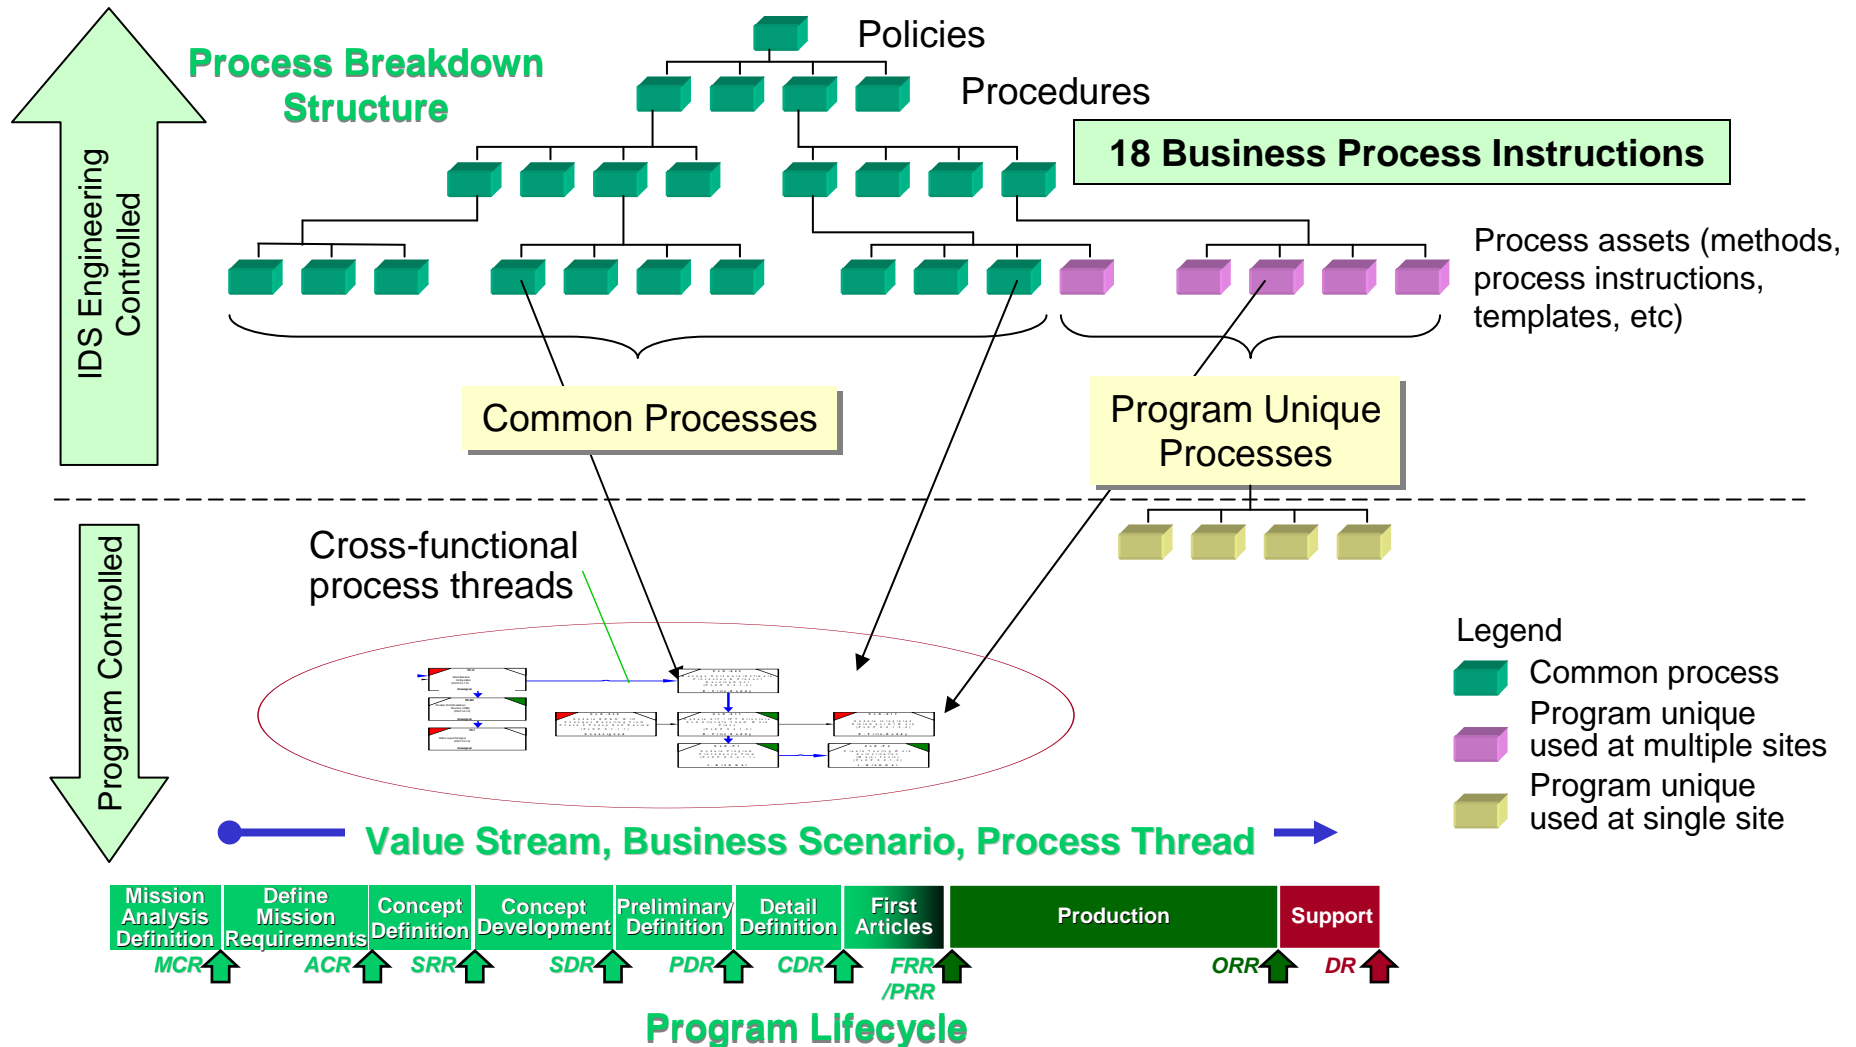 Policies
Process Breakdown
Structure
Procedures
18 Business Process Instructions
IDS Engineering
Controlled
Process assets (methods,
process instructions,
templates, etc)
Common Processes
Program Unique
Processes
Program Controlled
Cross-functional
process threads
Legend
Common process
Program unique
used at multiple sites
Program unique
used at single site
Value Stream, Business Scenario, Process Thread
Mission
Analysis
Definition
Define
Mission
Requirements
Concept
Definition
Concept
Development
Preliminary
Definition
Detail
Definition
First
Articles
Production
Support
MCR
ACR
SRR
SDR
PDR
CDR
FRR
/PRR
ORR
DR
Program Lifecycle